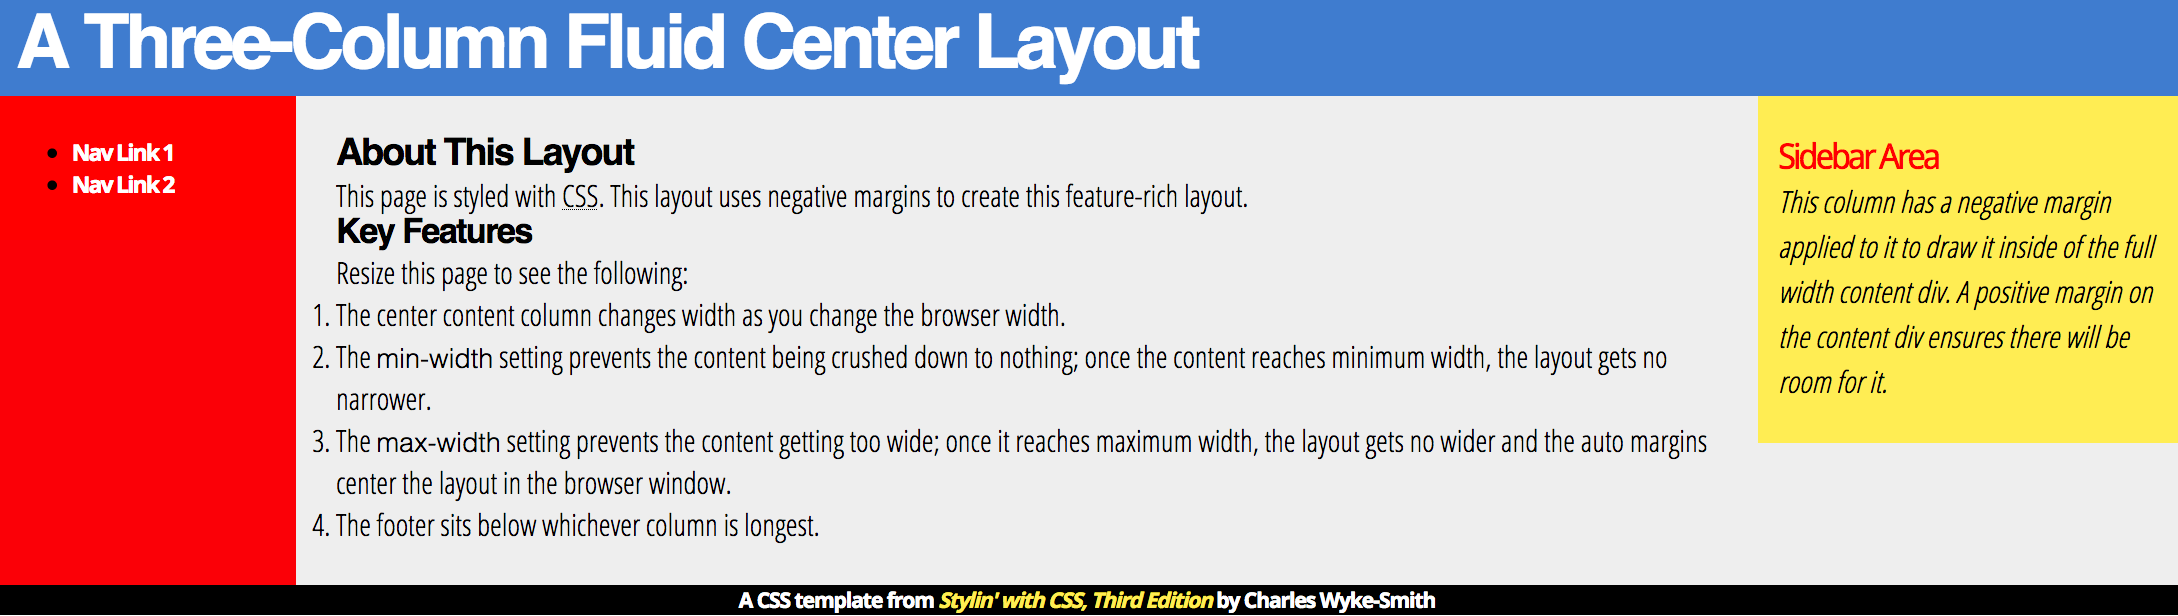 A Three-Column Fluid Center Layout
Nav Link 1
Nav Link 2
About This Layout
This page is styled with CSS. This layout uses negative margins to create this feature-rich layout.
Key Features
Resize this page to see the following:
1. The center content column changes width as you change the browser width.
2. The min-width setting prevents the content being crushed down to nothing; once the content reaches minimum width, the layout gets no
narrower.
3. The max-width setting prevents the content getting too wide; once it reaches maximum width, the layout gets no wider and the auto margins
center the layout in the browser window.
4. The footer sits below whichever column is longest.
Sidebar Area
This column has a negative margin
applied to it to draw it inside of the full
width content div. A positive margin on
the content div ensures there will be
room for it.
A CSS template from Stylin' with CSS, Third Edition by Charles Wyke-Smith